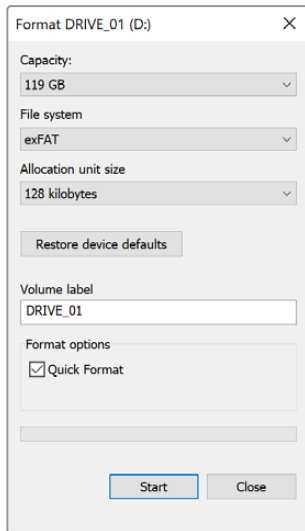 Format DRIVE_01 (D:)
Capacity:
119 GB
File system
exFAT
Allocation unit size
128 kilobytes
Restore device defaults
Volume label
DRIVE_01
Format options
Quick Format
Start Close